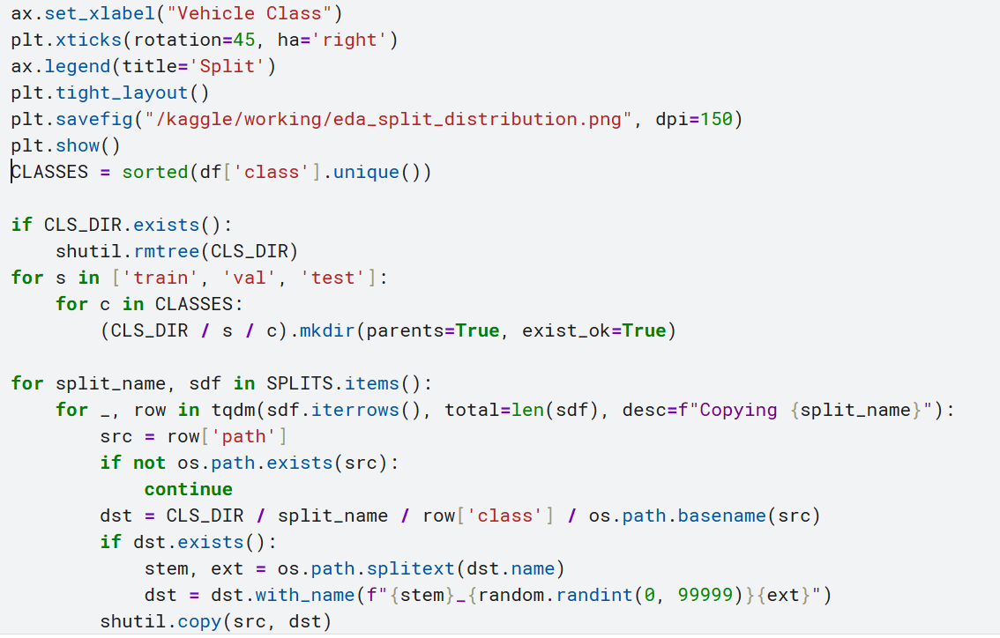 ax.set_xlabel("Vehicle Class")
plt.xticks(rotation=45, ha='right')
ax.legend(title='Split')
plt.tight_layout()
plt.savefig("/kaggle/working/eda_split_distribution.png", dpi=150)
plt.show()
CLASSES = sorted(df['class'].unique())

if CLS_DIR.exists():
    shutil.rmtree(CLS_DIR)
for s in ['train', 'val', 'test']:
    for c in CLASSES:
        (CLS_DIR / s / c).mkdir(parents=True, exist_ok=True)

for split_name, sdf in SPLITS.items():
    for _, row in tqdm(sdf.iterrows(), total=len(sdf), desc=f"Copying {split_name}"):
        src = row['path']
        if not os.path.exists(src):
            continue
        dst = CLS_DIR / split_name / row['class'] / os.path.basename(src)
        if dst.exists():
            stem, ext = os.path.splitext(dst.name)
            dst = dst.with_name(f"{stem}_{random.randint(0, 99999)}{ext}")
        shutil.copy(src, dst)